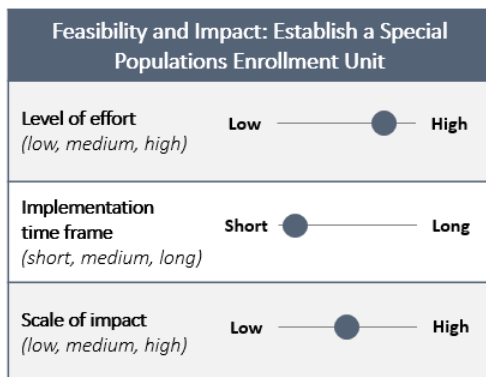 Feasibility and Impact: Establish a Special
Populations Enrollment Unit
Level of effort
(low, medium, high)
Low
High
Implementation
time frame
(short, medium, long)
Short
Long
Scale of impact
(low, medium, high)
Low
High